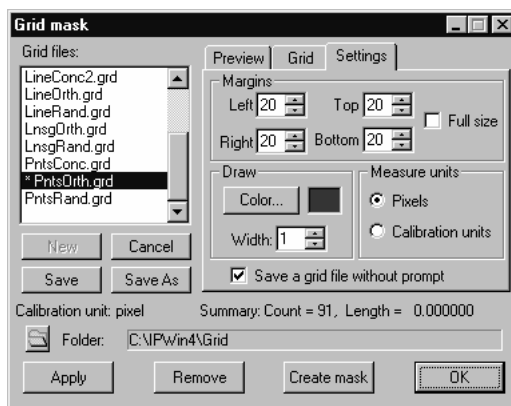 Grid mask
Grid files:
LineConc2.grd
LineOrth.grd
LineRand.grd
LnsgOrth.grd
LnsgRand.grd
PntsConc.grd
* PntsOrth.grd
PntsRand.grd
New
Cancel
Save
Save As
Preview
Grid
Settings
Margins
Left 20
Top 20
Full size
Right 20
Bottom 20
Draw
Color...
Width: 1
Measure units
Pixels
Calibration units
Save a grid file without prompt
Calibration unit: pixel
Summary: Count = 91, Length = 0.000000
Folder: C:\IPWin4\Grid
Apply
Remove
Create mask
OK